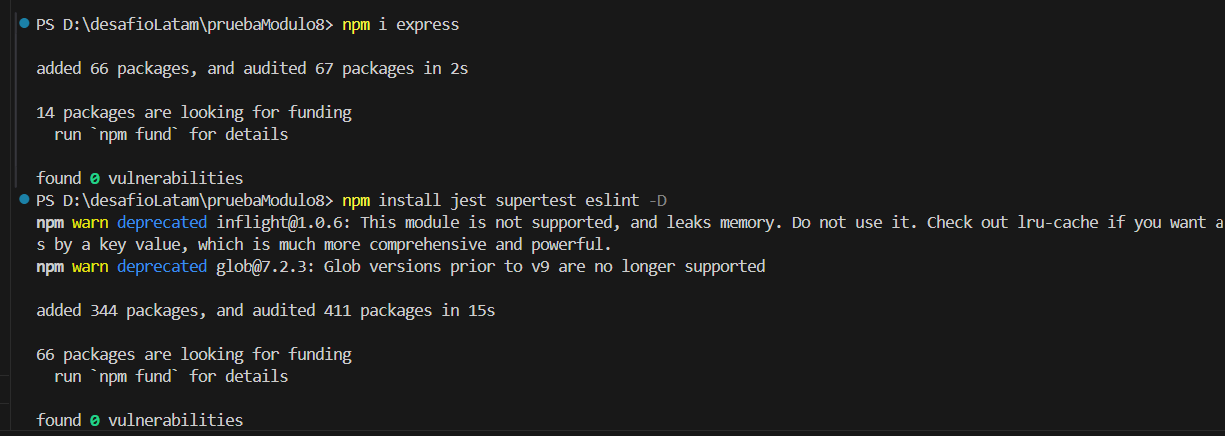 PS D:\desafioLatam\pruebaModulo8> npm i express
added 66 packages, and audited 67 packages in 2s
14 packages are looking for funding
  run `npm fund` for details
found 0 vulnerabilities
PS D:\desafioLatam\pruebaModulo8> npm install jest supertest eslint -D
npm warn deprecated inflight@1.0.6: This module is not supported, and leaks memory. Do not use it. Check out lru-cache if you want a
s by a key value, which is much more comprehensive and powerful.
npm warn deprecated glob@7.2.3: Glob versions prior to v9 are no longer supported
added 344 packages, and audited 411 packages in 15s
66 packages are looking for funding
  run `npm fund` for details
found 0 vulnerabilities